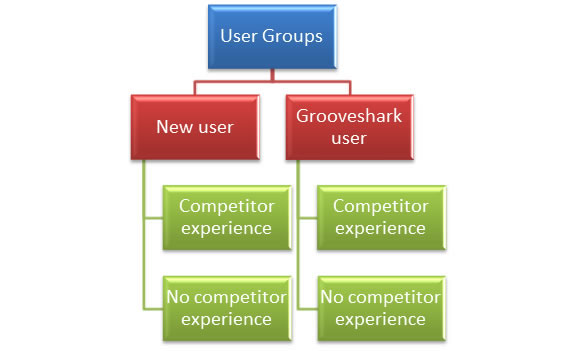 User Groups
New user
Grooveshark
user
Competitor
experience
No competitor
experience
Competitor
experience
No competitor
experience